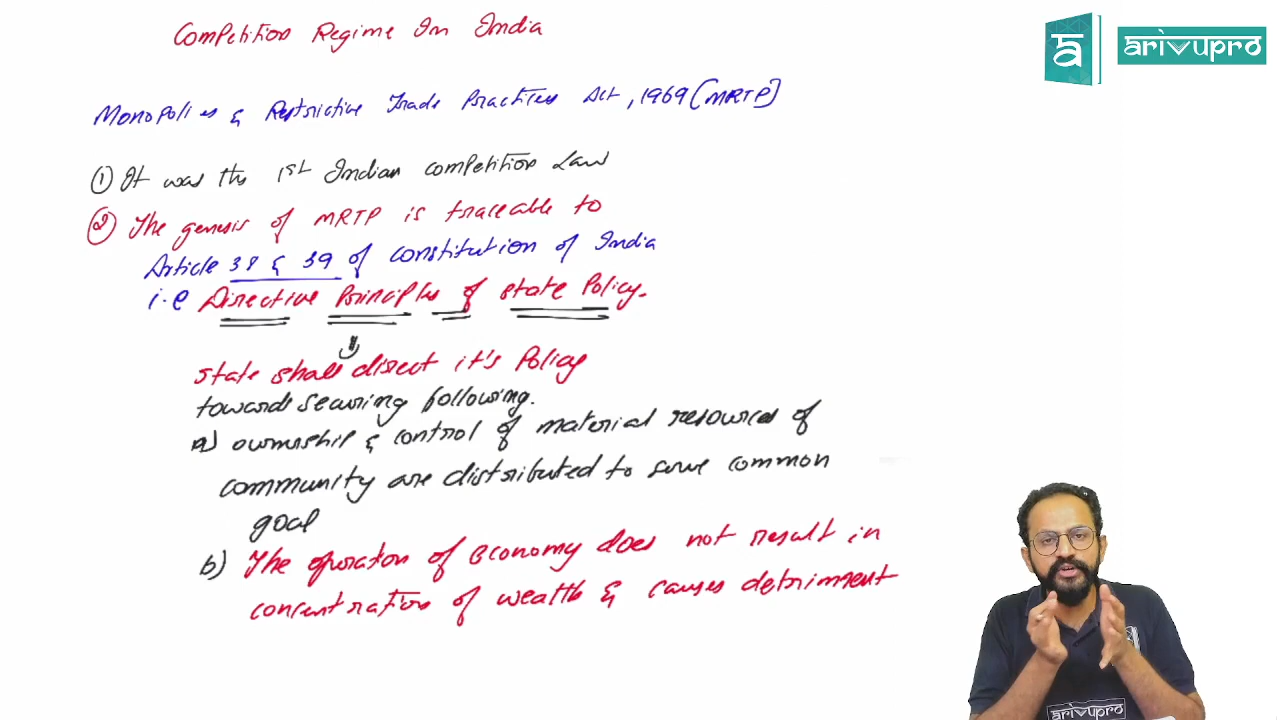 Competition Regime In India
a arivupro
Monopolies & Restrictive Trade Practices Act, 1969 [MRTP]
① It was the 1st Indian competition Law
② The genesis of MRTP is traceable to
Article 38 & 39 of constitution of India
i.e Directive Principles of state Policy.
state shall direct it's Policy
towards securing following.
a) ownership & control of material resources of
community are distributed to serve common
goal
b) The operation of economy does not result in
concentration of wealth & causes detriment
arivupro